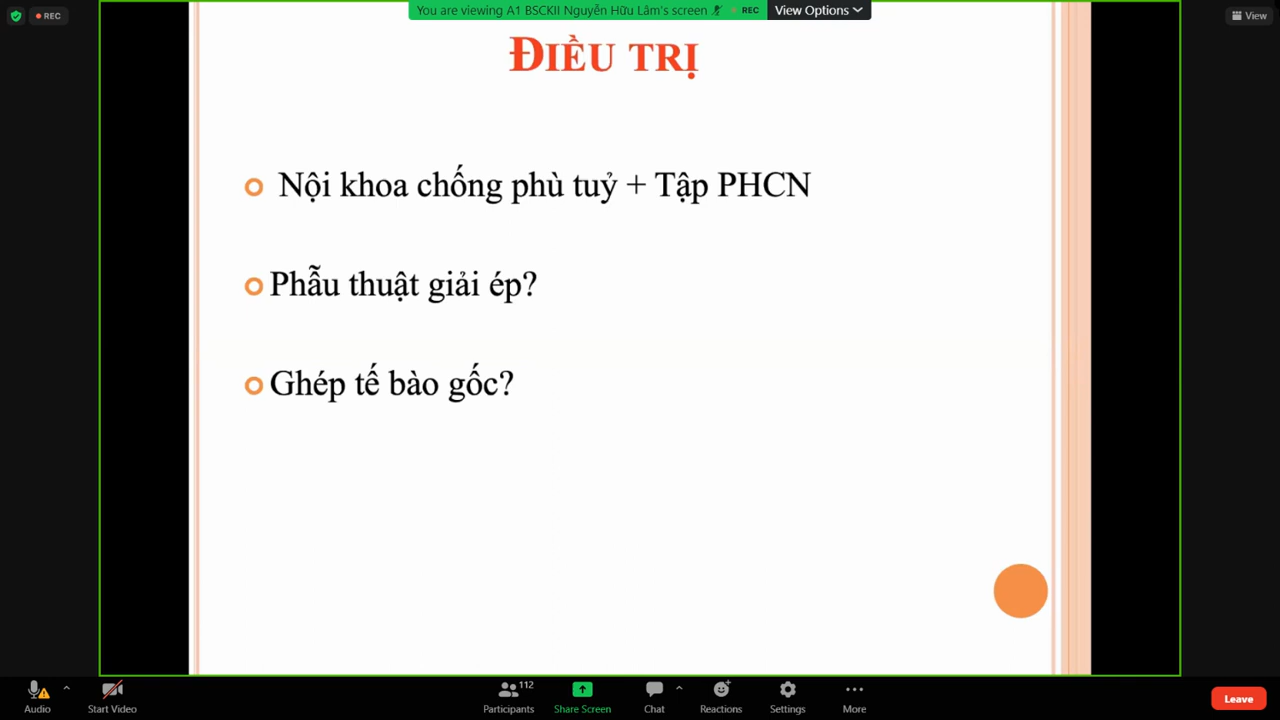 You are viewing A1 BSCKII Nguyễn Hữu Lâm's screen REC View Options
REC
View
ĐIỀU TRỊ
Nội khoa chống phù tuỷ + Tập PHCN
Phẫu thuật giải ép?
Ghép tế bào gốc?
112
Audio Start Video Participants Share Screen Chat Reactions Settings More Leave